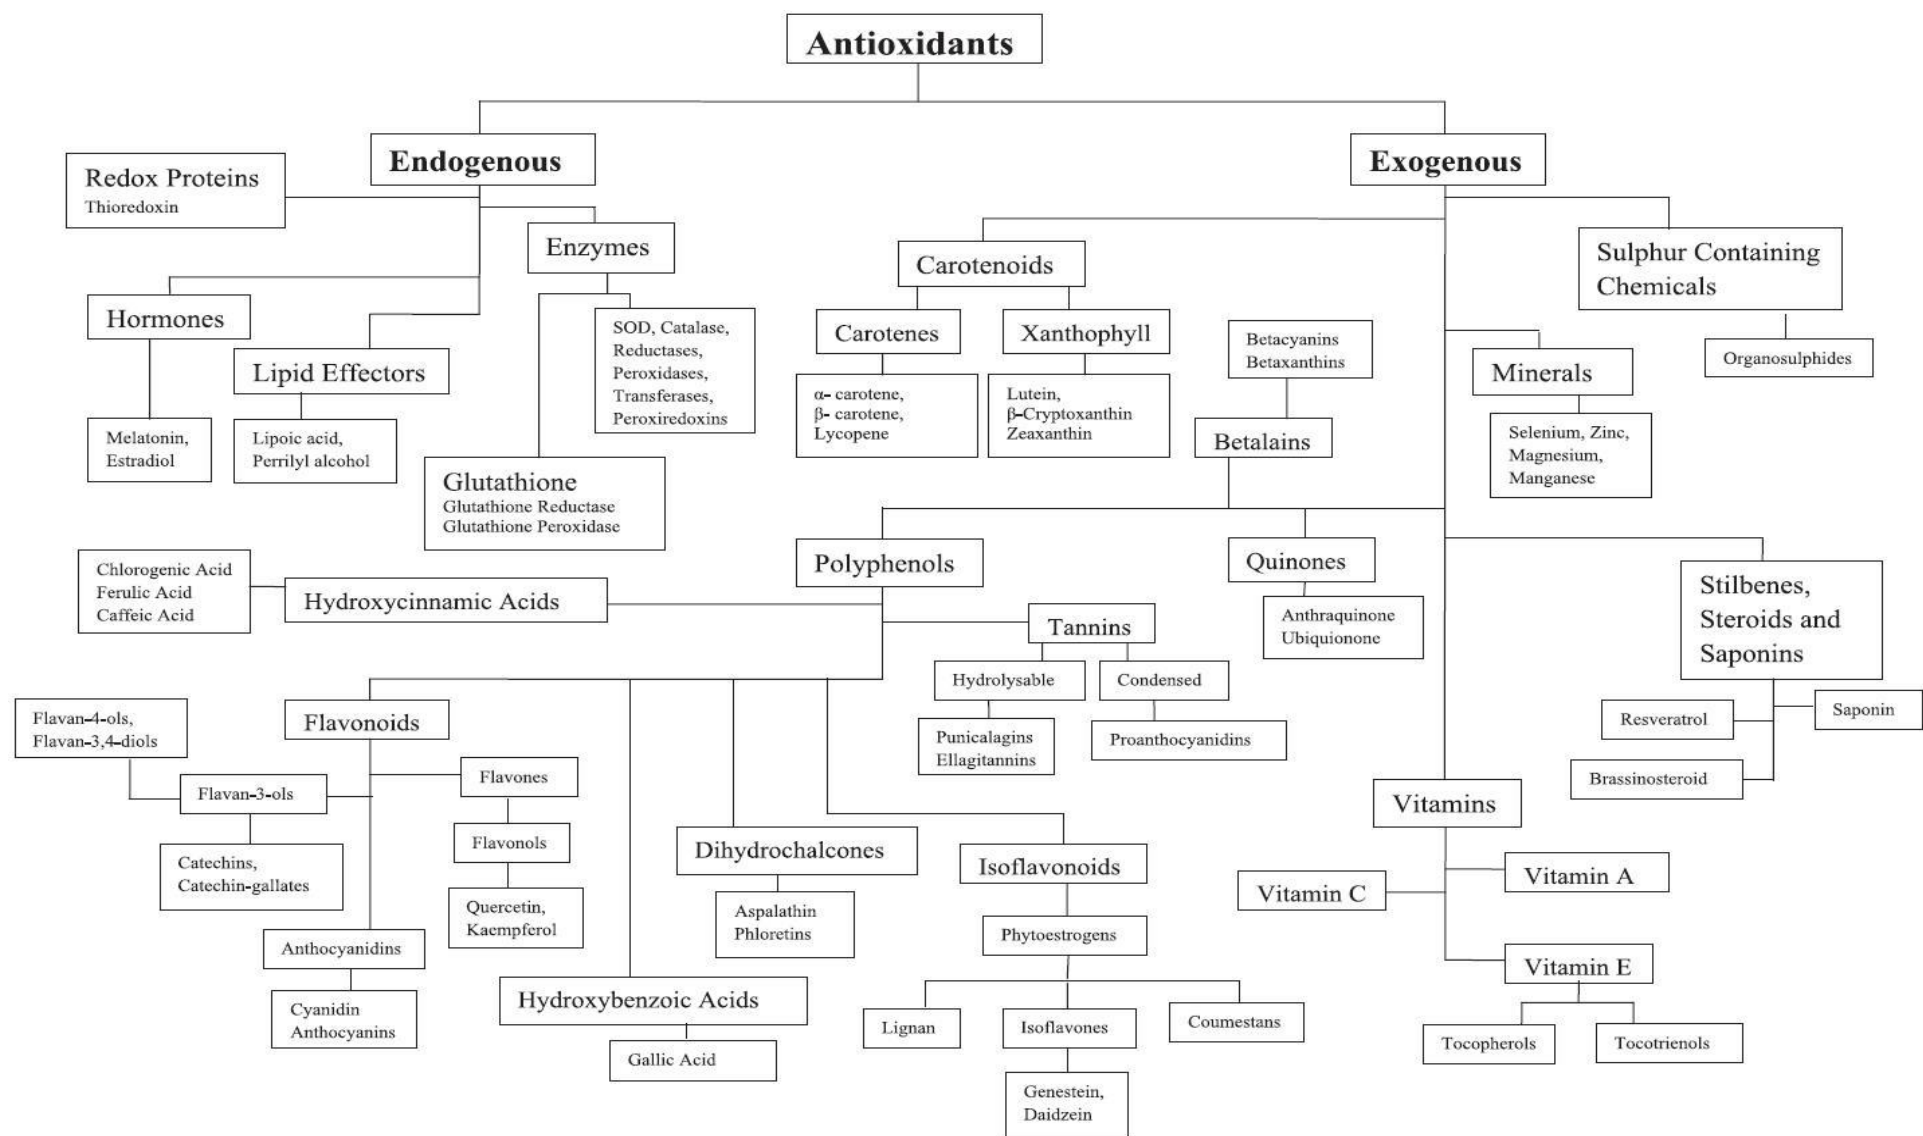 Antioxidants
Endogenous
Exogenous
Redox Proteins
Thioredoxin
Enzymes
Hormones
Melatonin,
Estradiol
Lipid Effectors
Lipoic acid,
Perrilyl alcohol
SOD, Catalase,
Reductases,
Peroxidases,
Transferases,
Peroxiredoxins
Glutathione
Glutathione Reductase
Glutathione Peroxidase
Carotenoids
Carotenes
α- carotene,
β- carotene,
Lycopene
Xanthophyll
Lutein,
β-Cryptoxanthin
Zeaxanthin
Betacyanins
Betaxanthins
Betalains
Sulphur Containing
Chemicals
Organosulphides
Minerals
Selenium, Zinc,
Magnesium,
Manganese
Polyphenols
Quinones
Anthraquinone
Ubiquionone
Stilbenes,
Steroids and
Saponins
Resveratrol
Saponin
Brassinosteroid
Chlorogenic Acid
Ferulic Acid
Caffeic Acid
Hydroxycinnamic Acids
Tannins
Hydrolysable
Condensed
Punicalagins
Ellagitannins
Proanthocyanidins
Flavonoids
Flavan-4-ols,
Flavan-3,4-diols
Flavan-3-ols
Catechins,
Catechin-gallates
Flavones
Flavonols
Quercetin,
Kaempferol
Anthocyanidins
Cyanidin
Anthocyanins
Hydroxybenzoic Acids
Gallic Acid
Dihydrochalcones
Aspalathin
Phloretins
Isoflavonoids
Phytoestrogens
Lignan
Isoflavones
Coumestans
Genestein,
Daidzein
Vitamins
Vitamin C
Vitamin A
Vitamin E
Tocopherols
Tocotrienols